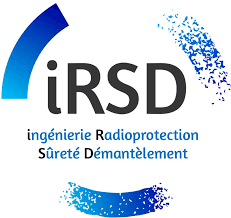 iRSD
ingénierie Radioprotection
Sûreté Démantèlement